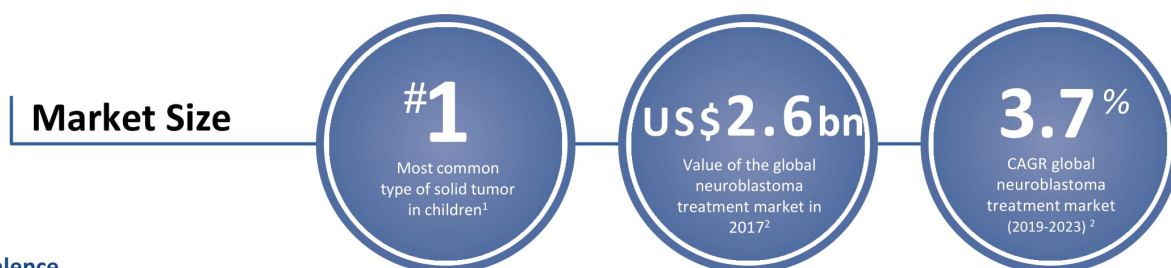 Market Size
#1
Most common
type of solid tumor
in children1
US$2.6bn
Value of the global
neuroblastoma
treatment market in
20172
3.7%
CAGR global
neuroblastoma
treatment market
(2019-2023) 2